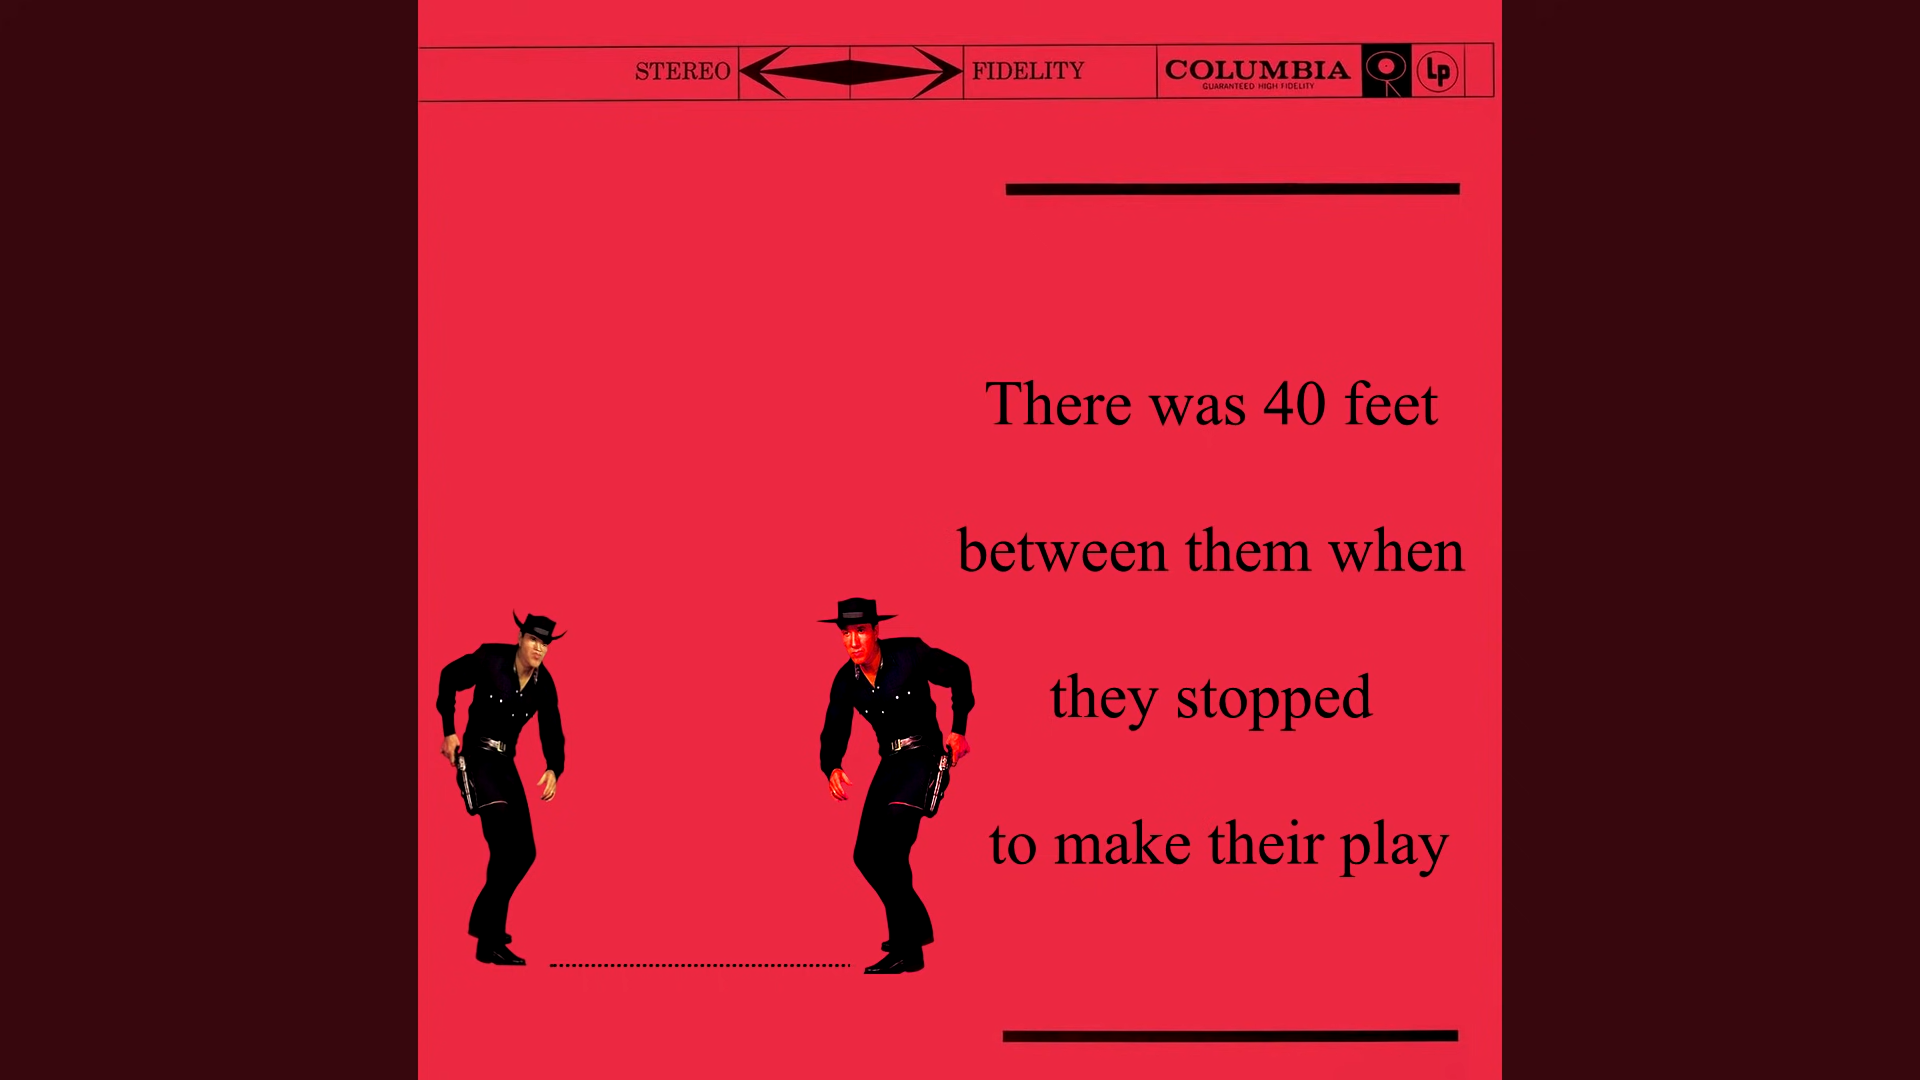 STEREO FIDELITY COLUMBIA Lp
GUARANTEED HIGH FIDELITY
There was 40 feet
between them when
they stopped
to make their play